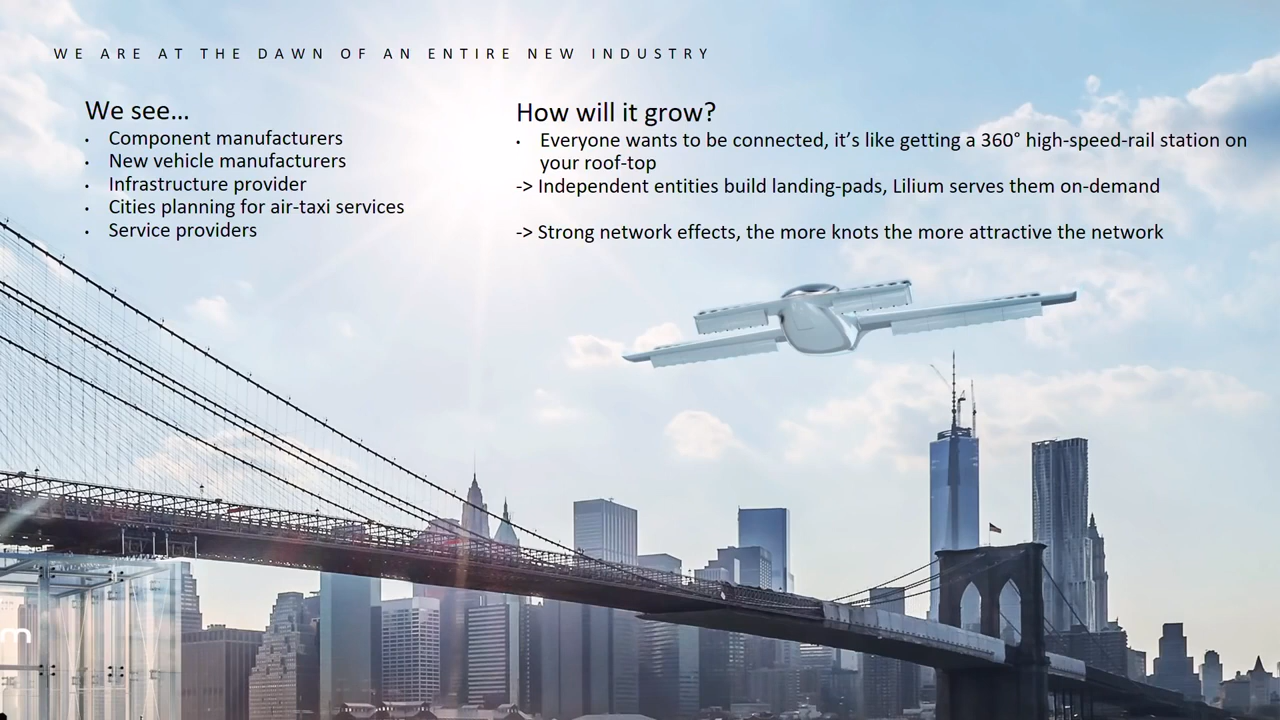 WE ARE AT THE DAWN OF AN ENTIRE NEW INDUSTRY
We see…
• Component manufacturers
• New vehicle manufacturers
• Infrastructure provider
• Cities planning for air-taxi services
• Service providers
How will it grow?
• Everyone wants to be connected, it’s like getting a 360° high-speed-rail station on
your roof-top
-> Independent entities build landing-pads, Lilium serves them on-demand
-> Strong network effects, the more knots the more attractive the network
m